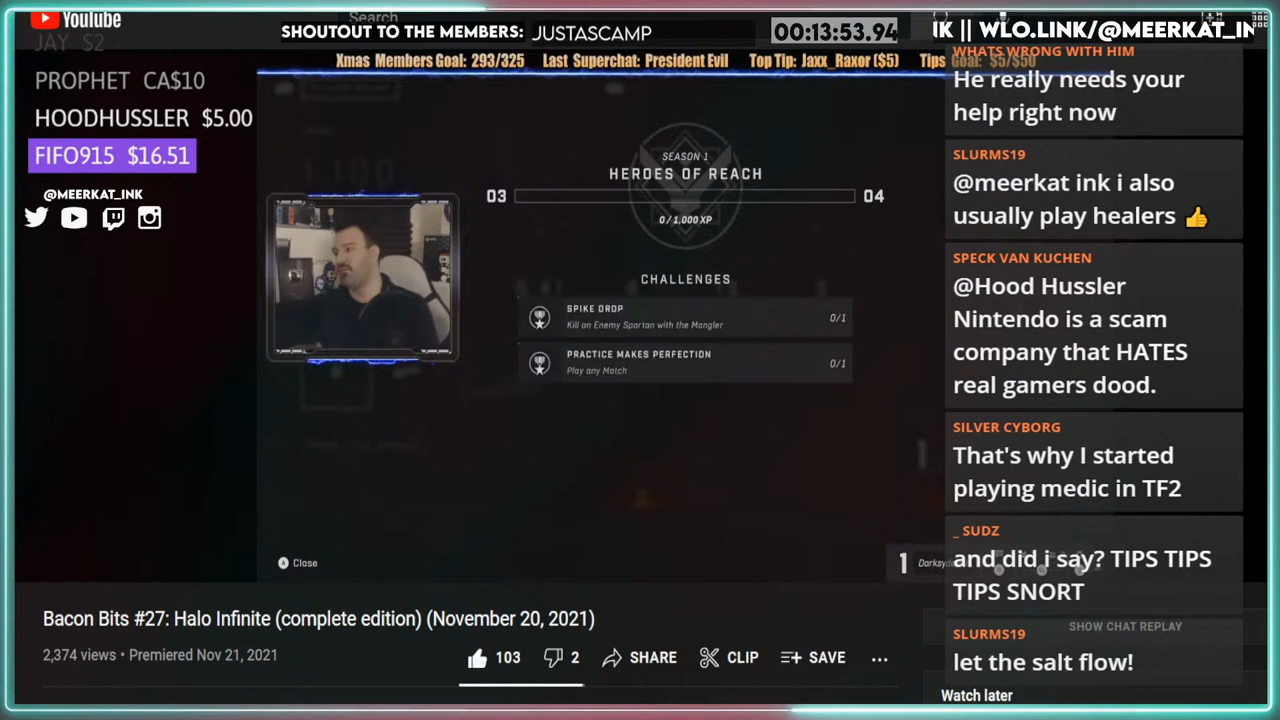 YouTube
Search
SHOUTOUT TO THE MEMBERS: JUSTASCAMP
00:13:53.94
IK || WLO.LINK/@MEERKAT_IN
JAY $2
PROPHET CA$10
HOODHUSSLER $5.00
FIFO915 $16.51
@MEERKAT_INK
Xmas Members Goal: 293/325 Last Superchat: President Evil Top Tip: Jaxx_Raxor ($5) Tips Goal: $5/$50
SEASON 1
HEROES OF REACH
03
04
0 / 1,000 XP
CHALLENGES
SPIKE DROP
Kill an Enemy Spartan with the Mangler
0/1
PRACTICE MAKES PERFECTION
Play any Match
0/1
A Close
1 Darksyde
WHATS WRONG WITH HIM
He really needs your
help right now
SLURMS19
@meerkat ink i also
usually play healers 👍
SPECK VAN KUCHEN
@Hood Hussler
Nintendo is a scam
company that HATES
real gamers dood.
SILVER CYBORG
That's why I started
playing medic in TF2
_ SUDZ
and did i say? TIPS TIPS
TIPS SNORT
SLURMS19
let the salt flow!
SHOW CHAT REPLAY
Watch later
Bacon Bits #27: Halo Infinite (complete edition) (November 20, 2021)
2,374 views • Premiered Nov 21, 2021
103
2
SHARE
CLIP
SAVE
...